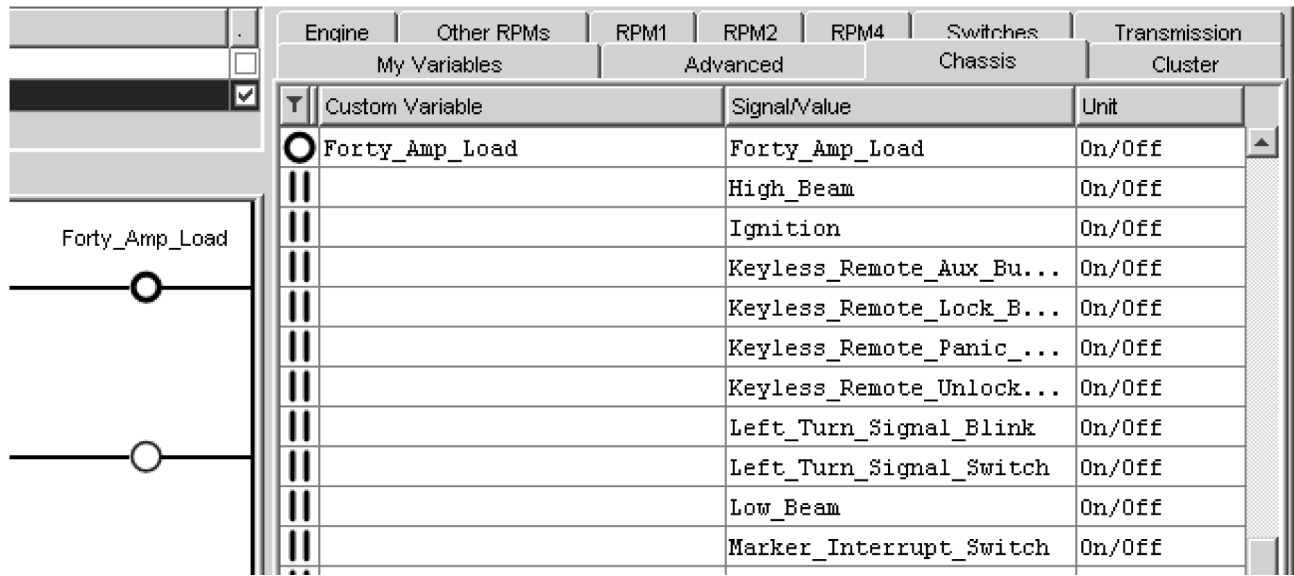 .
Engine Other RPMs RPM1 RPM2 RPM4 Switches Transmission
My Variables Advanced Chassis Cluster
Custom Variable Signal/Value Unit
Forty_Amp_Load Forty_Amp_Load On/Off
High_Beam On/Off
Ignition On/Off
Forty_Amp_Load
Keyless_Remote_Aux_Bu... On/Off
Keyless_Remote_Lock_B... On/Off
Keyless_Remote_Panic_... On/Off
Keyless_Remote_Unlock... On/Off
Left_Turn_Signal_Blink On/Off
Left_Turn_Signal_Switch On/Off
Low_Beam On/Off
Marker_Interrupt_Switch On/Off